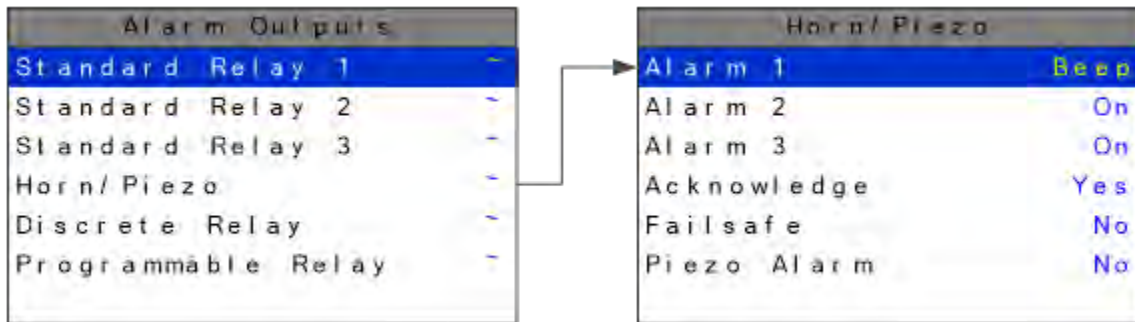 Alarm Outputs
Standard Relay 1 ~
Standard Relay 2 ~
Standard Relay 3 ~
Horn/Piezo ~
Discrete Relay ~
Programmable Relay ~
Horn/Piezo
Alarm 1 Beep
Alarm 2 On
Alarm 3 On
Acknowledge Yes
Failsafe No
Piezo Alarm No